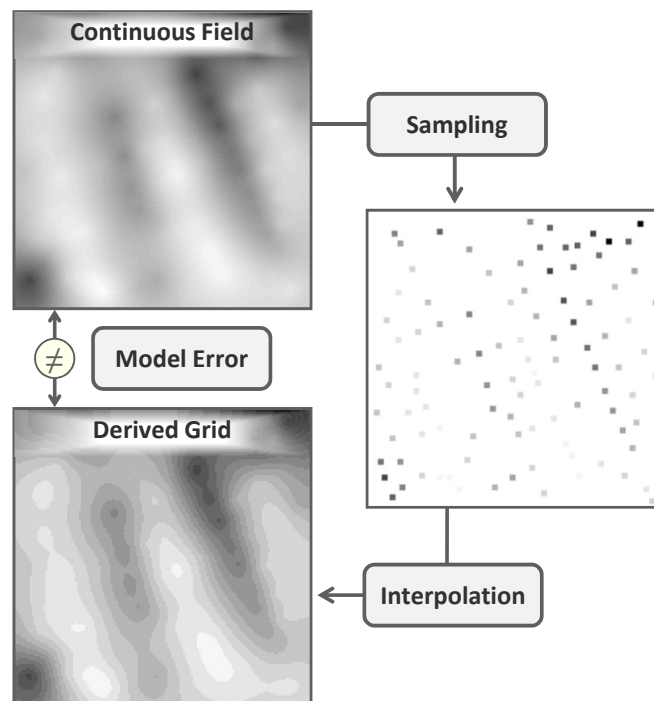 Continuous Field
Sampling
≠
Model Error
Derived Grid
Interpolation